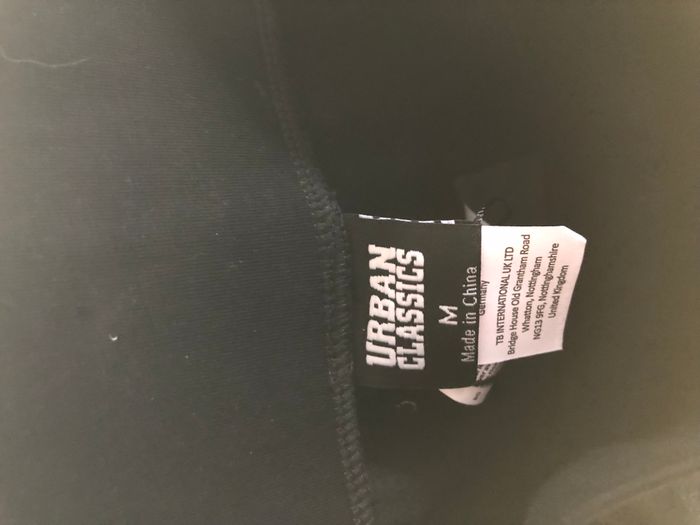 URBAN
CLASSICS
M
Made in China
Germany
TB INTERNATIONAL UK LTD
Bridge House Old Grantham Road
Whatton, Nottingham
NG13 9FG, Nottinghamshire
United Kingdom